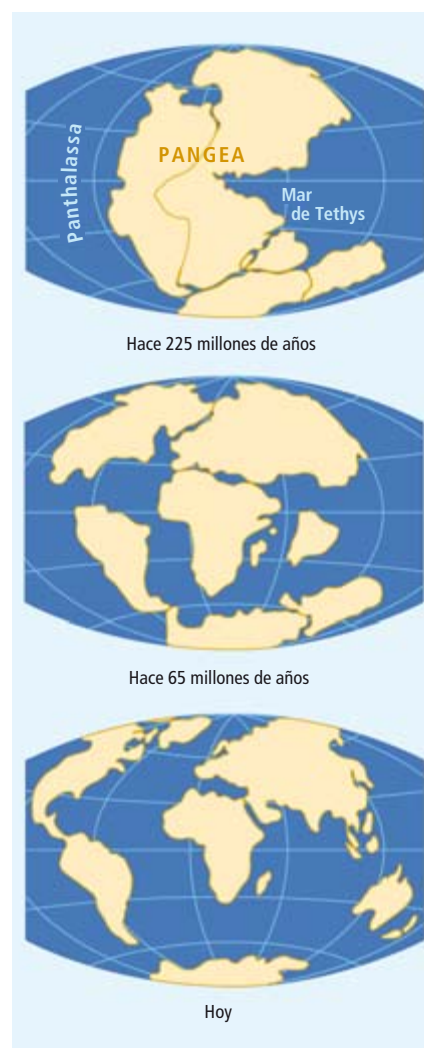 PANGEA
Panthalassa
Mar
de Tethys
Hace 225 millones de años
Hace 65 millones de años
Hoy